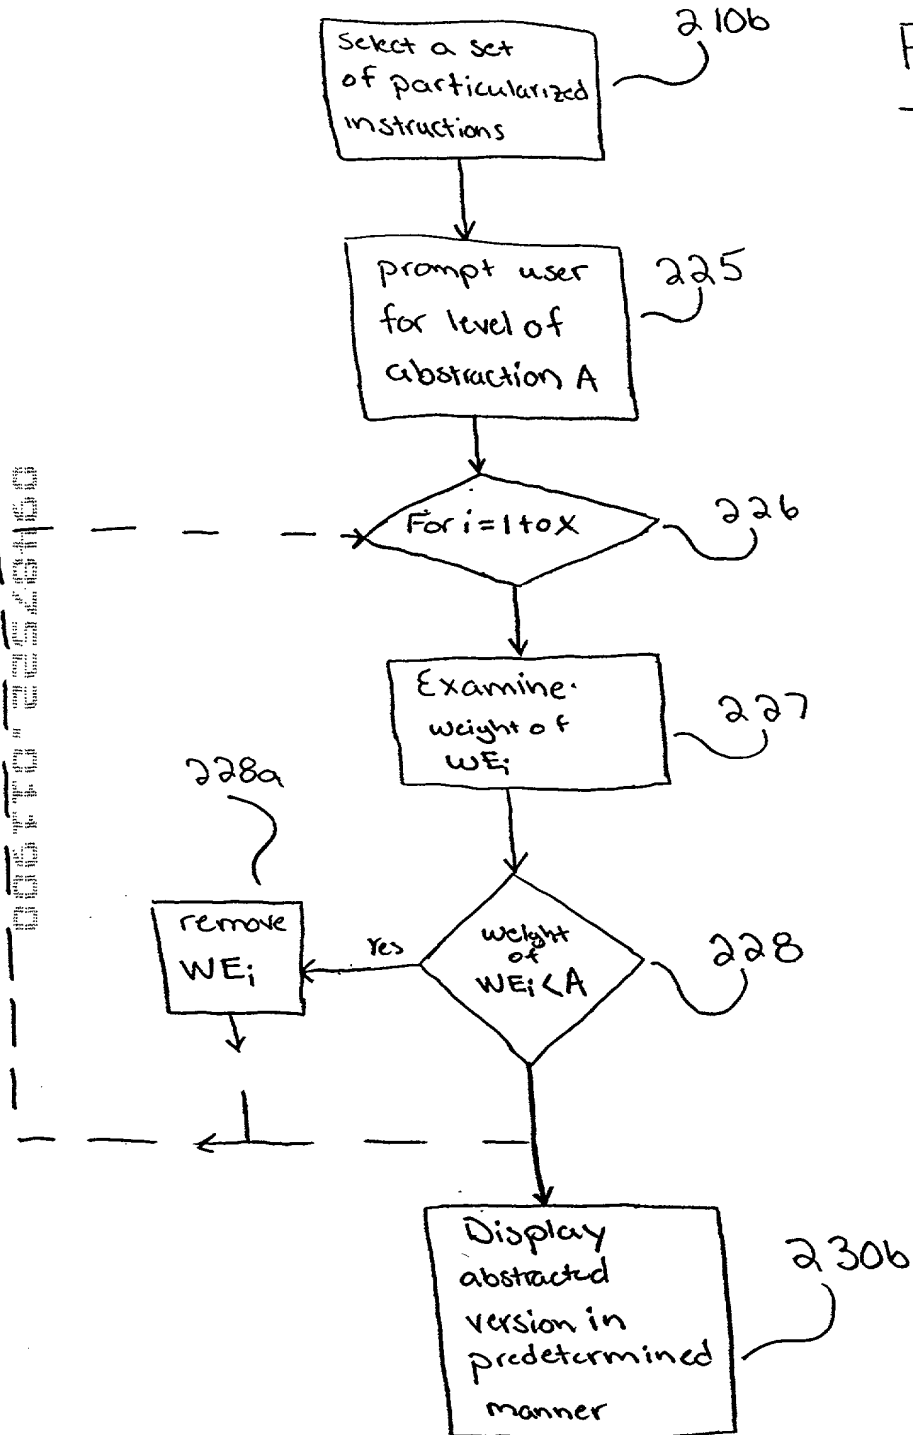 210b
F
select a set
of particularized
instructions
prompt user
for level of
abstraction A
225
For i = 1 to X
226
Examine
weight of
WEi
227
228a
remove
WEi
Yes
weight
of
WEi < A
228
Display
abstracted
version in
predetermined
manner
230b